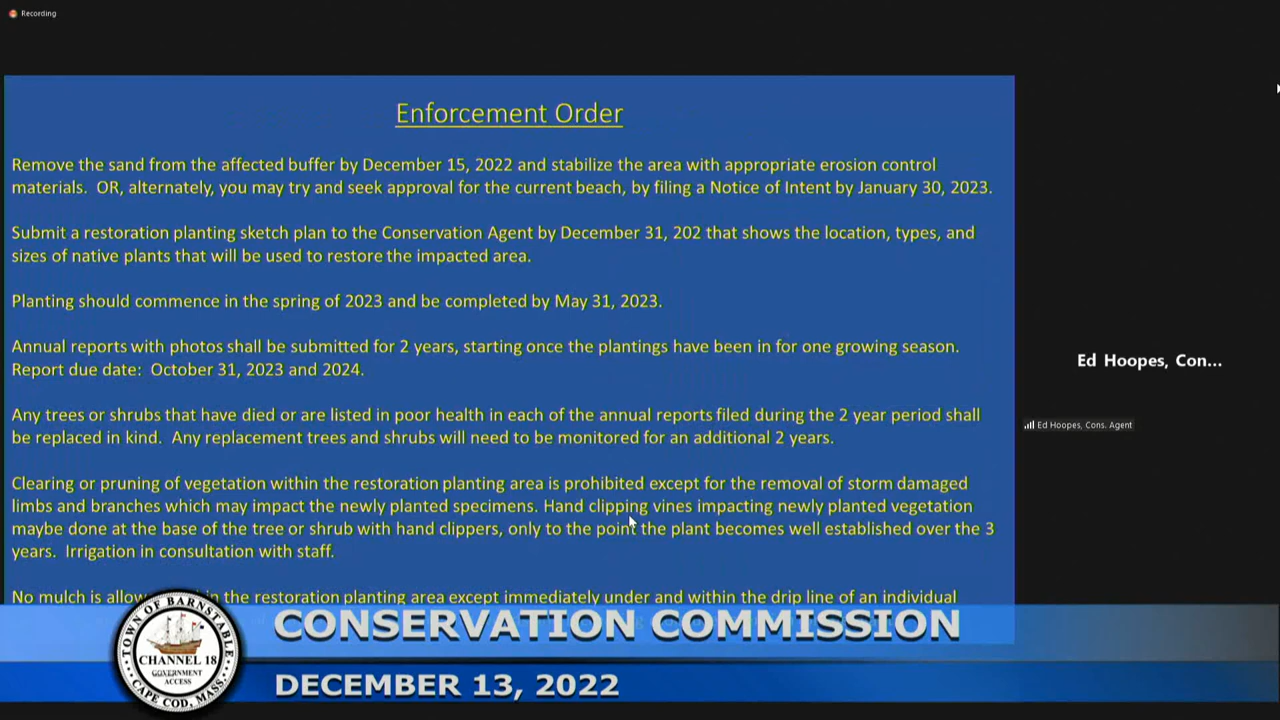 Recording
Enforcement Order
Remove the sand from the affected buffer by December 15, 2022 and stabilize the area with appropriate erosion control
materials. OR, alternately, you may try and seek approval for the current beach, by filing a Notice of Intent by January 30, 2023.
Submit a restoration planting sketch plan to the Conservation Agent by December 31, 202 that shows the location, types, and
sizes of native plants that will be used to restore the impacted area.
Planting should commence in the spring of 2023 and be completed by May 31, 2023.
Annual reports with photos shall be submitted for 2 years, starting once the plantings have been in for one growing season.
Report due date: October 31, 2023 and 2024.
Any trees or shrubs that have died or are listed in poor health in each of the annual reports filed during the 2 year period shall
be replaced in kind. Any replacement trees and shrubs will need to be monitored for an additional 2 years.
Clearing or pruning of vegetation within the restoration planting area is prohibited except for the removal of storm damaged
limbs and branches which may impact the newly planted specimens. Hand clipping vines impacting newly planted vegetation
maybe done at the base of the tree or shrub with hand clippers, only to the point the plant becomes well established over the 3
years. Irrigation in consultation with staff.
No mulch is allow in the restoration planting area except immediately under and within the drip line of an individual
Ed Hoopes, Con...
Ed Hoopes, Cons. Agent
TOWN OF BARNSTABLE
CHANNEL 18
GOVERNMENT
ACCESS
CAPE COD, MASS.
CONSERVATION COMMISSION
DECEMBER 13, 2022